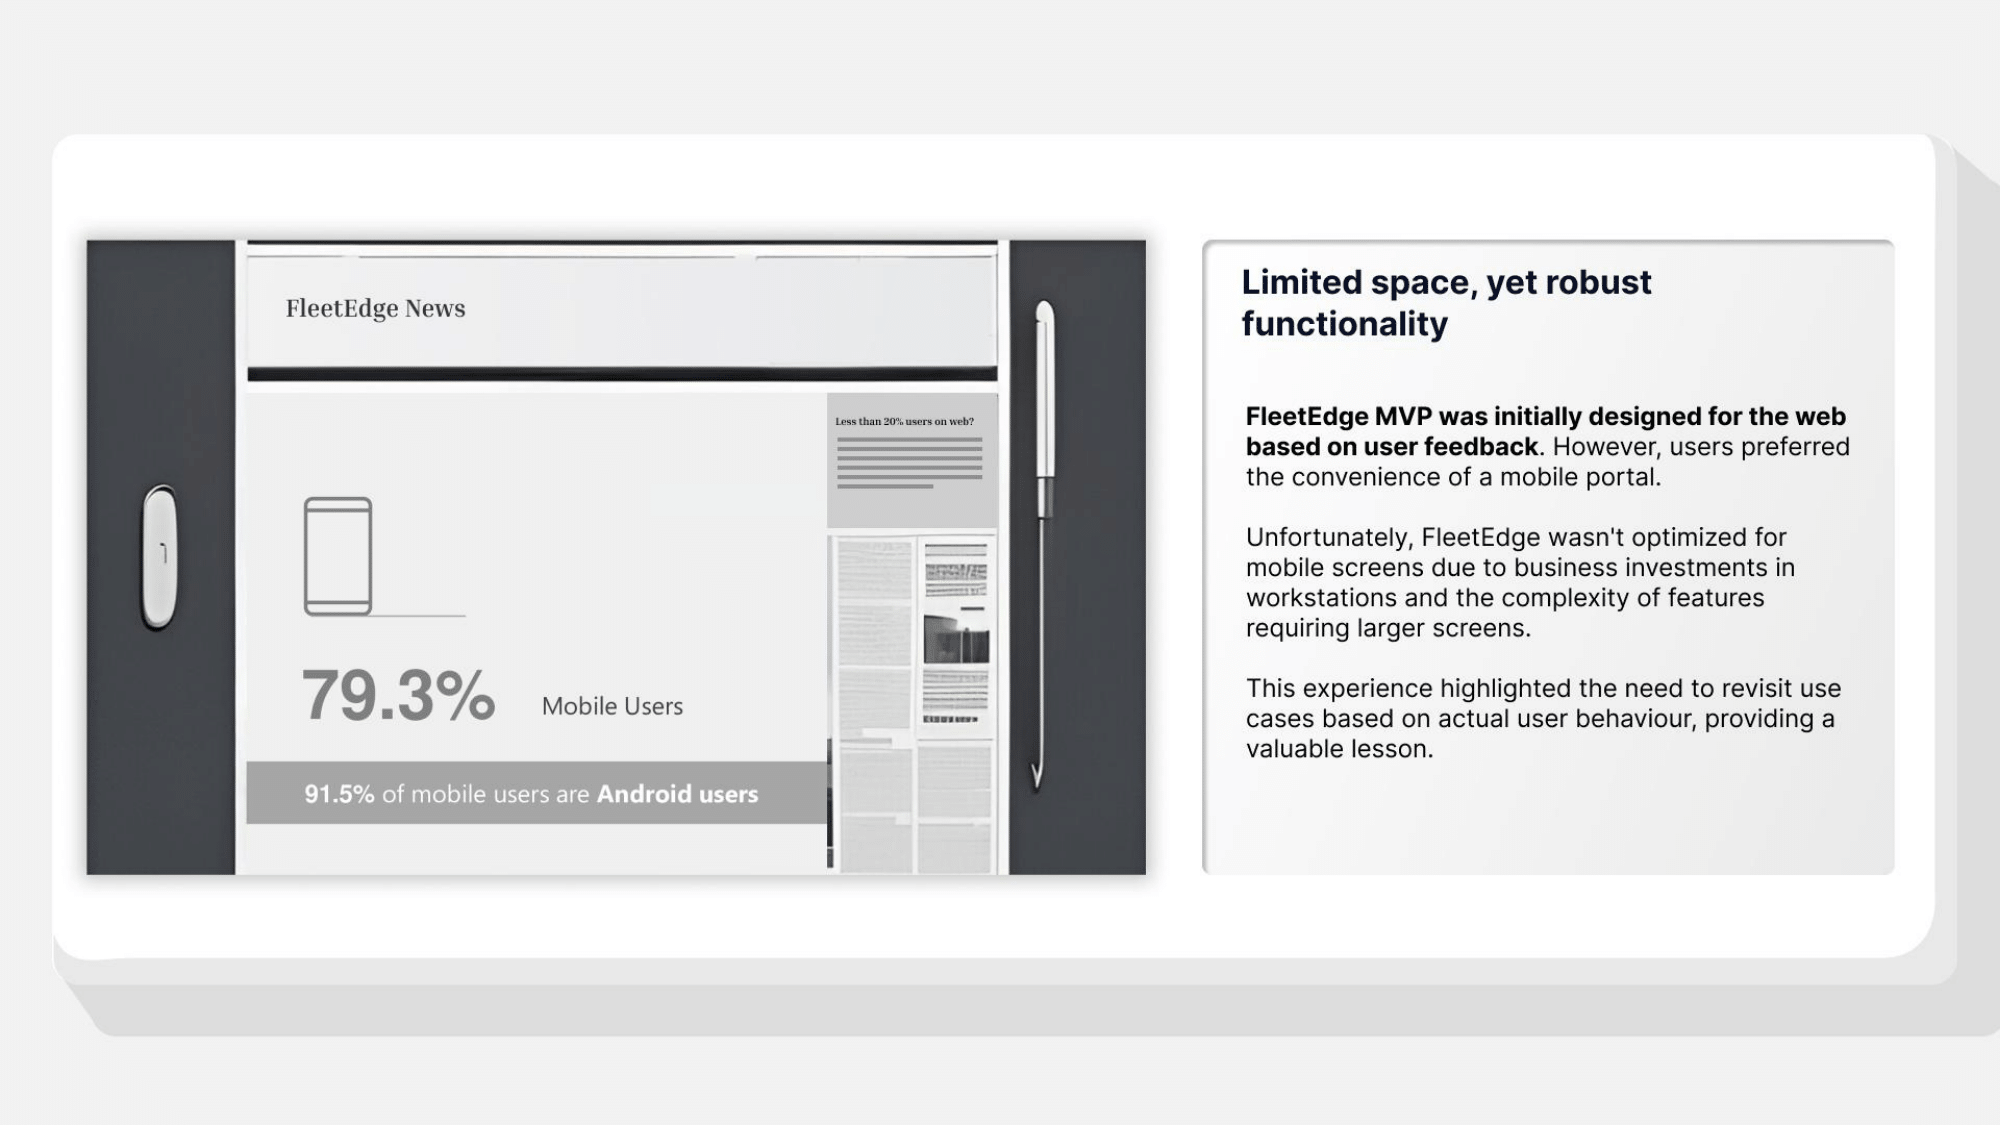 FleetEdge News
Less than 20% users on web?
79.3% Mobile Users
91.5% of mobile users are Android users
Limited space, yet robust
functionality
FleetEdge MVP was initially designed for the web
based on user feedback. However, users preferred
the convenience of a mobile portal.
Unfortunately, FleetEdge wasn't optimized for
mobile screens due to business investments in
workstations and the complexity of features
requiring larger screens.
This experience highlighted the need to revisit use
cases based on actual user behaviour, providing a
valuable lesson.